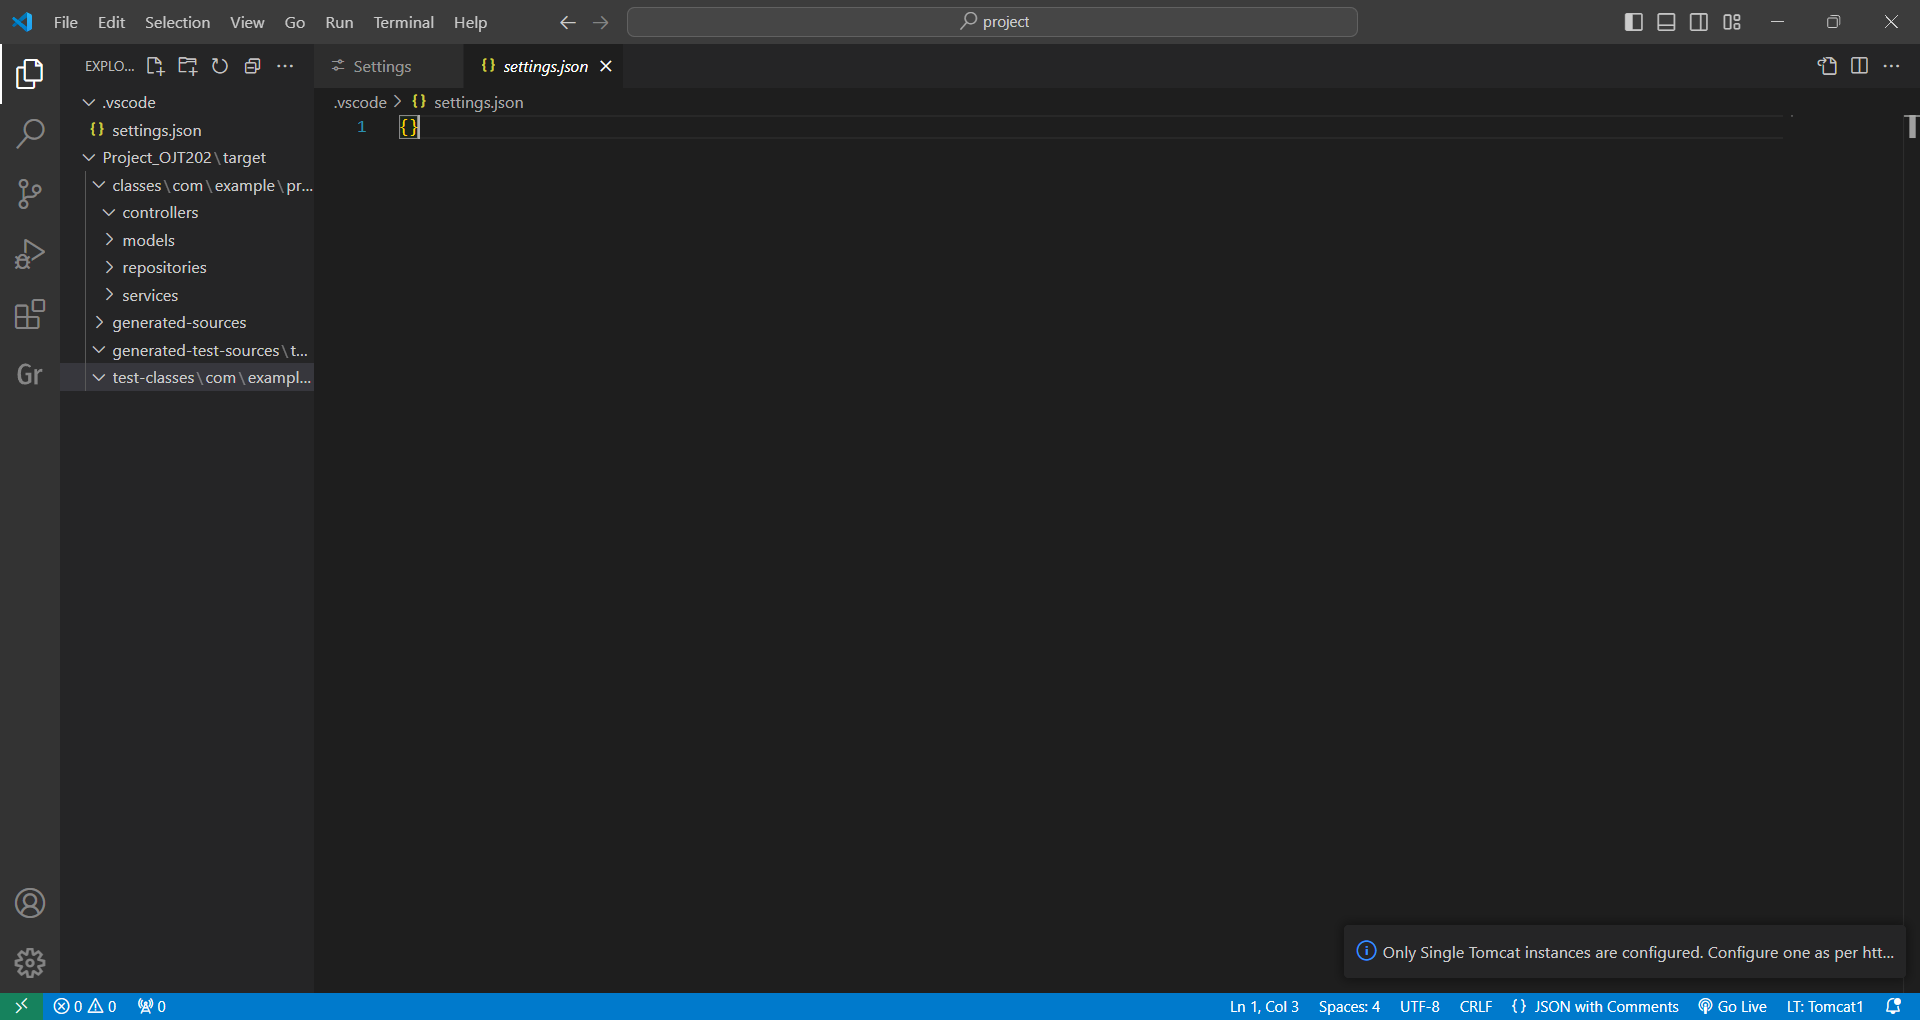 File Edit Selection View Go Run Terminal Help
project
EXPLO...
Settings
settings.json
.vscode
settings.json
Project_OJT202\target
classes\com\example\pr...
controllers
models
repositories
services
generated-sources
generated-test-sources\t...
test-classes\com\exampl...
Gr
.vscode > {} settings.json
1 {}
Only Single Tomcat instances are configured. Configure one as per htt...
0 0 0
Ln 1, Col 3 Spaces: 4 UTF-8 CRLF {} JSON with Comments Go Live LT: Tomcat1